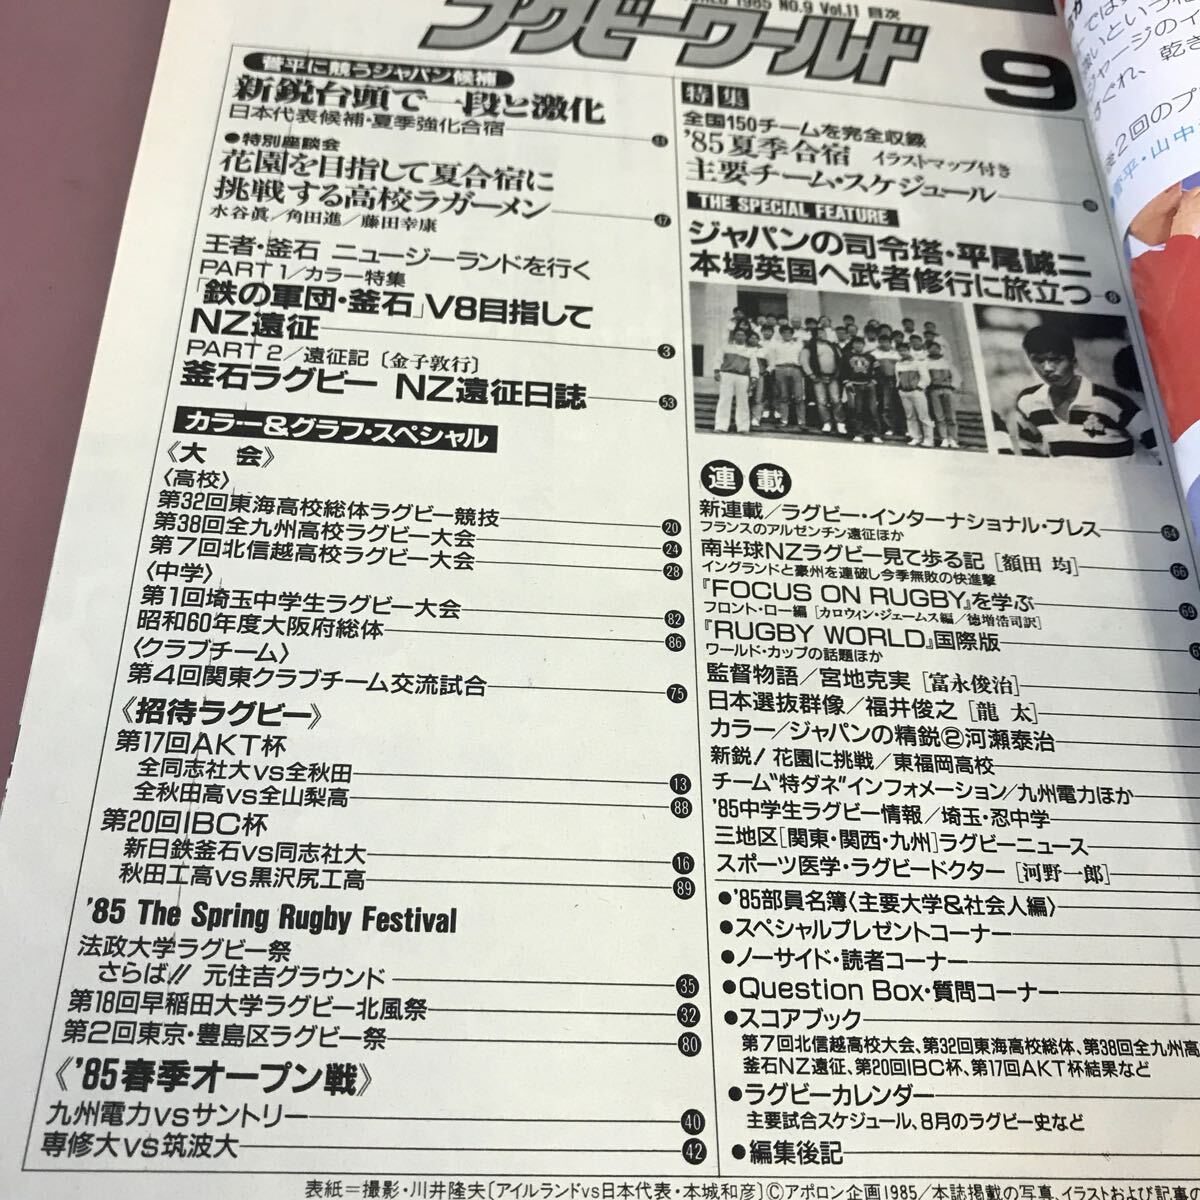 1985 NO.9 Vol.11 目次
ラグビーワールド
9
菅平に競うジャパン候補
新鋭台頭で一段と激化
日本代表候補・夏季強化合宿
●特別座談会
花園を目指して夏合宿に
挑戦する高校ラガーメン 47
水谷眞/角田進/藤田幸康
王者・釜石 ニュージーランドを行く
PART 1/カラー特集
「鉄の軍団・釜石」V8目指して
NZ遠征 3
PART 2/遠征記〔金子敦行〕
釜石ラグビー NZ遠征日誌 53
カラー&グラフ・スペシャル
《大 会》
〈高校〉
第32回東海高校総体ラグビー競技 20
第38回全九州高校ラグビー大会 24
第7回北信越高校ラグビー大会 28
〈中学〉
第1回埼玉中学生ラグビー大会 82
昭和60年度大阪府総体 86
〈クラブチーム〉
第4回関東クラブチーム交流試合 75
《招待ラグビー》
第17回AKT杯
全同志社大vs全秋田 13
全秋田高vs全山梨高 88
第20回IBC杯
新日鉄釜石vs同志社大 16
秋田工高vs黒沢尻工高 89
'85 The Spring Rugby Festival
法政大学ラグビー祭
さらば!! 元住吉グラウンド 35
第18回早稲田大学ラグビー北風祭 32
第2回東京・豊島区ラグビー祭 80
《'85春季オープン戦》
九州電力vsサントリー 40
専修大vs筑波大 42
特集
全国150チームを完全収録
'85夏季合宿 イラストマップ付き
主要チーム・スケジュール
THE SPECIAL FEATURE
ジャパンの司令塔・平尾誠二
本場英国へ武者修行に旅立つ 8
連載
新連載/ラグビー・インターナショナル・プレス 64
フランスのアルゼンチン遠征ほか
南半球NZラグビー見て歩る記［額田 均］ 66
イングランドと豪州を連破し今季無敗の快進撃
『FOCUS ON RUGBY』を学ぶ 69
フロント・ロー編［カロウィン・ジェームス編/徳増浩司訳］
『RUGBY WORLD』国際版
ワールド・カップの話題ほか
監督物語/宮地克実［富永俊治］
日本選抜群像/福井俊之［龍 太］
カラー/ジャパンの精鋭②河瀬泰治
新鋭! 花園に挑戦/東福岡高校
チーム“特ダネ”インフォメーション/九州電力ほか
'85中学生ラグビー情報/埼玉・忍中学
三地区［関東・関西・九州］ラグビーニュース
スポーツ医学・ラグビードクター［河野一郎］
●'85部員名簿〈主要大学&社会人編〉
●スペシャルプレゼントコーナー
●ノーサイド・読者コーナー
●Question Box・質問コーナー
●スコアブック
第7回北信越高校大会、第32回東海高校総体、第38回全九州高
釜石NZ遠征、第20回IBC杯、第17回AKT杯結果など
●ラグビーカレンダー
主要試合スケジュール、8月のラグビー史など
●編集後記
表紙＝撮影・川井隆夫〔アイルランドvs日本代表・本城和彦〕Ⓒアポロン企画1985/本誌掲載の写真、イラストおよび記事